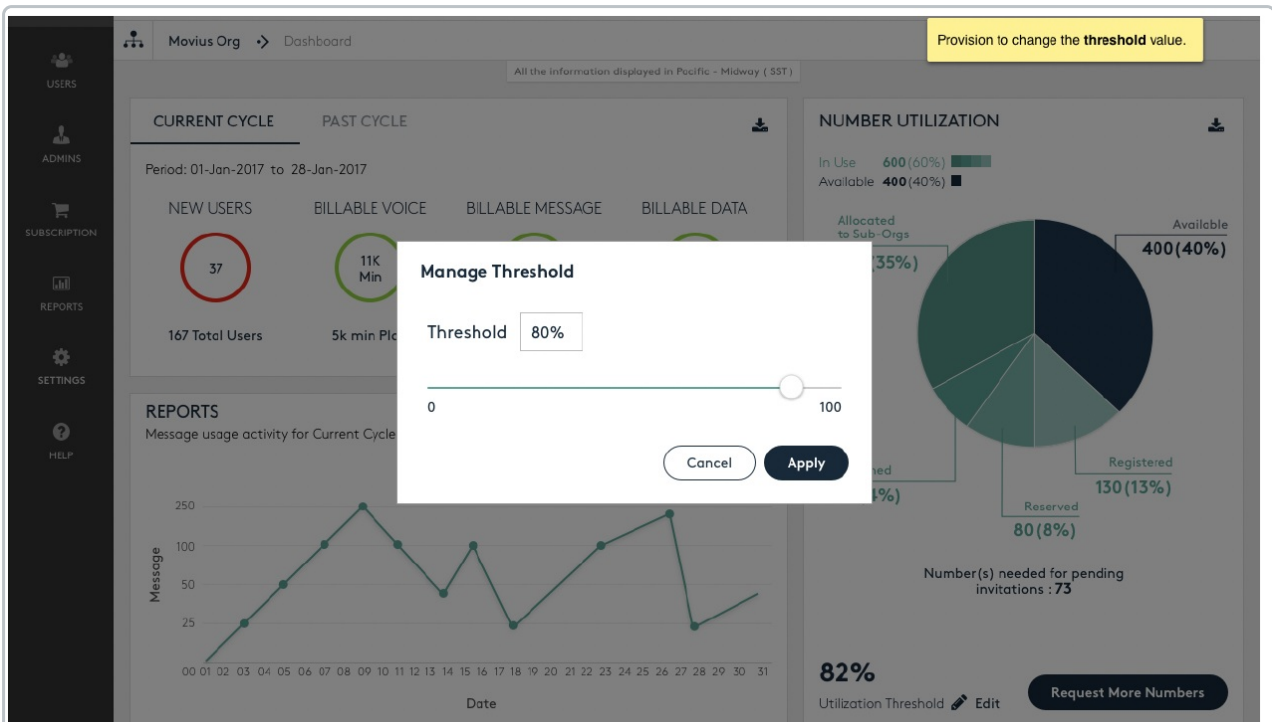 Movius Org
Dashboard
Provision to change the threshold value.
All the information displayed in Pacific - Midway ( SST )
USERS
ADMINS
SUBSCRIPTION
REPORTS
SETTINGS
HELP
CURRENT CYCLE
PAST CYCLE
Period: 01-Jan-2017 to 28-Jan-2017
NEW USERS
BILLABLE VOICE
BILLABLE MESSAGE
BILLABLE DATA
37
11K
Min
167 Total Users
5k min
Manage Threshold
Threshold
80%
0
100
Cancel
Apply
REPORTS
Message usage activity for Current Cycle
250
100
50
25
Message
00 01 02 03 04 05 06 07 08 09 10 11 12 13 14 15 16 17 18 19 20 21 22 23 24 25 26 27 28 29 30 31
Date
NUMBER UTILIZATION
In Use 600(60%)
Available 400(40%)
Allocated
to Sub-Orgs
35%)
Available
400(40%)
Registered
130(13%)
Reserved
80(8%)
Number(s) needed for pending
invitations : 73
82%
Utilization Threshold
Edit
Request More Numbers